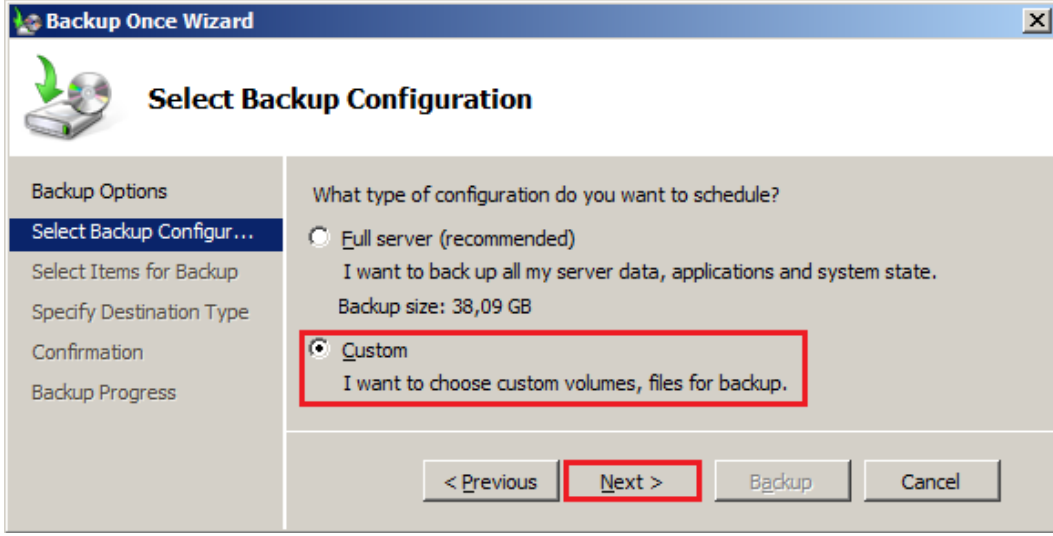 Backup Once Wizard
Select Backup Configuration
Backup Options
Select Backup Configur...
Select Items for Backup
Specify Destination Type
Confirmation
Backup Progress
What type of configuration do you want to schedule?
Full server (recommended)
I want to back up all my server data, applications and system state.
Backup size: 38,09 GB
Custom
I want to choose custom volumes, files for backup.
< Previous
Next >
Backup
Cancel